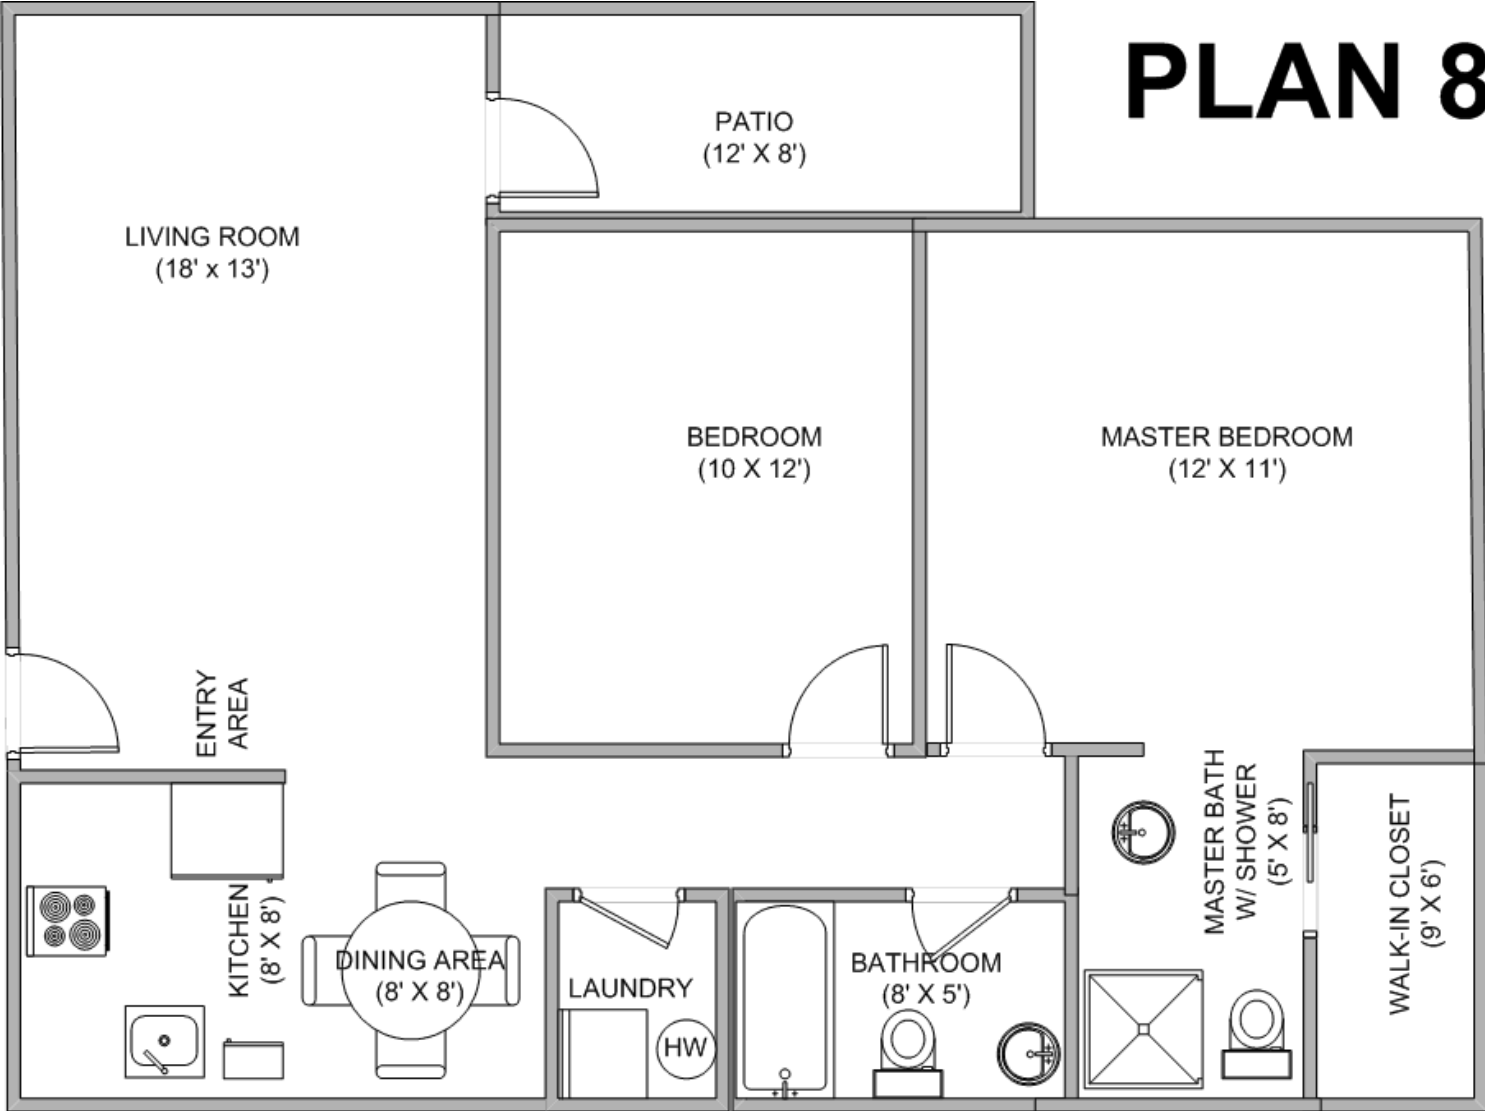 PLAN 8
PATIO
(12' X 8')
LIVING ROOM
(18' x 13')
BEDROOM
(10 X 12')
MASTER BEDROOM
(12' X 11')
ENTRY
AREA
KITCHEN
(8' X 8')
DINING AREA
(8' X 8')
LAUNDRY
HW
BATHROOM
(8' X 5')
MASTER BATH
W/ SHOWER
(5' X 8')
WALK-IN CLOSET
(9' X 6')